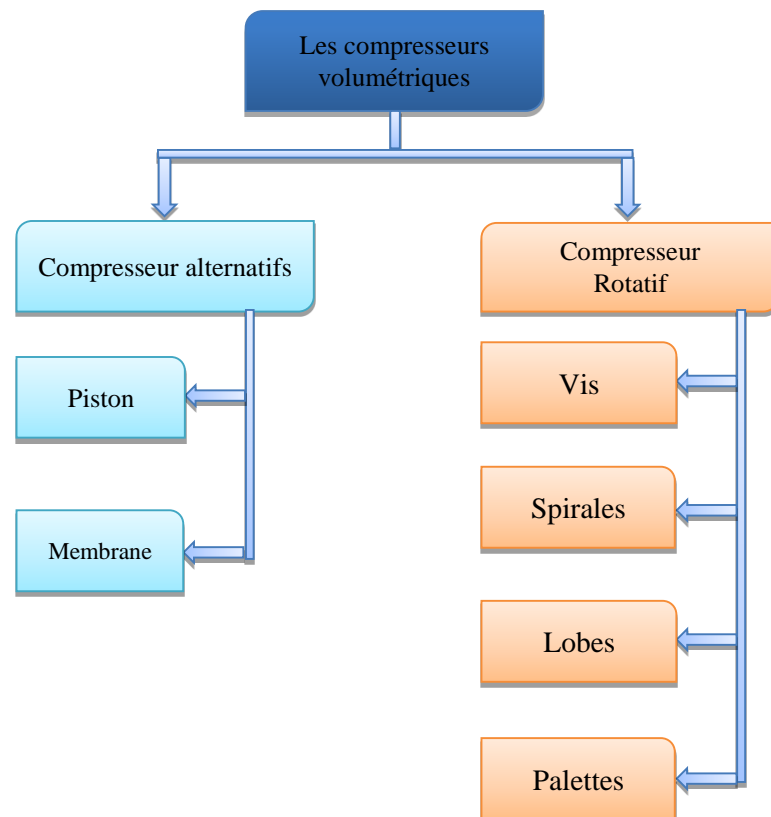 Les compresseurs
volumétriques
Compresseur alternatifs
Piston
Membrane
Compresseur
Rotatif
Vis
Spirales
Lobes
Palettes